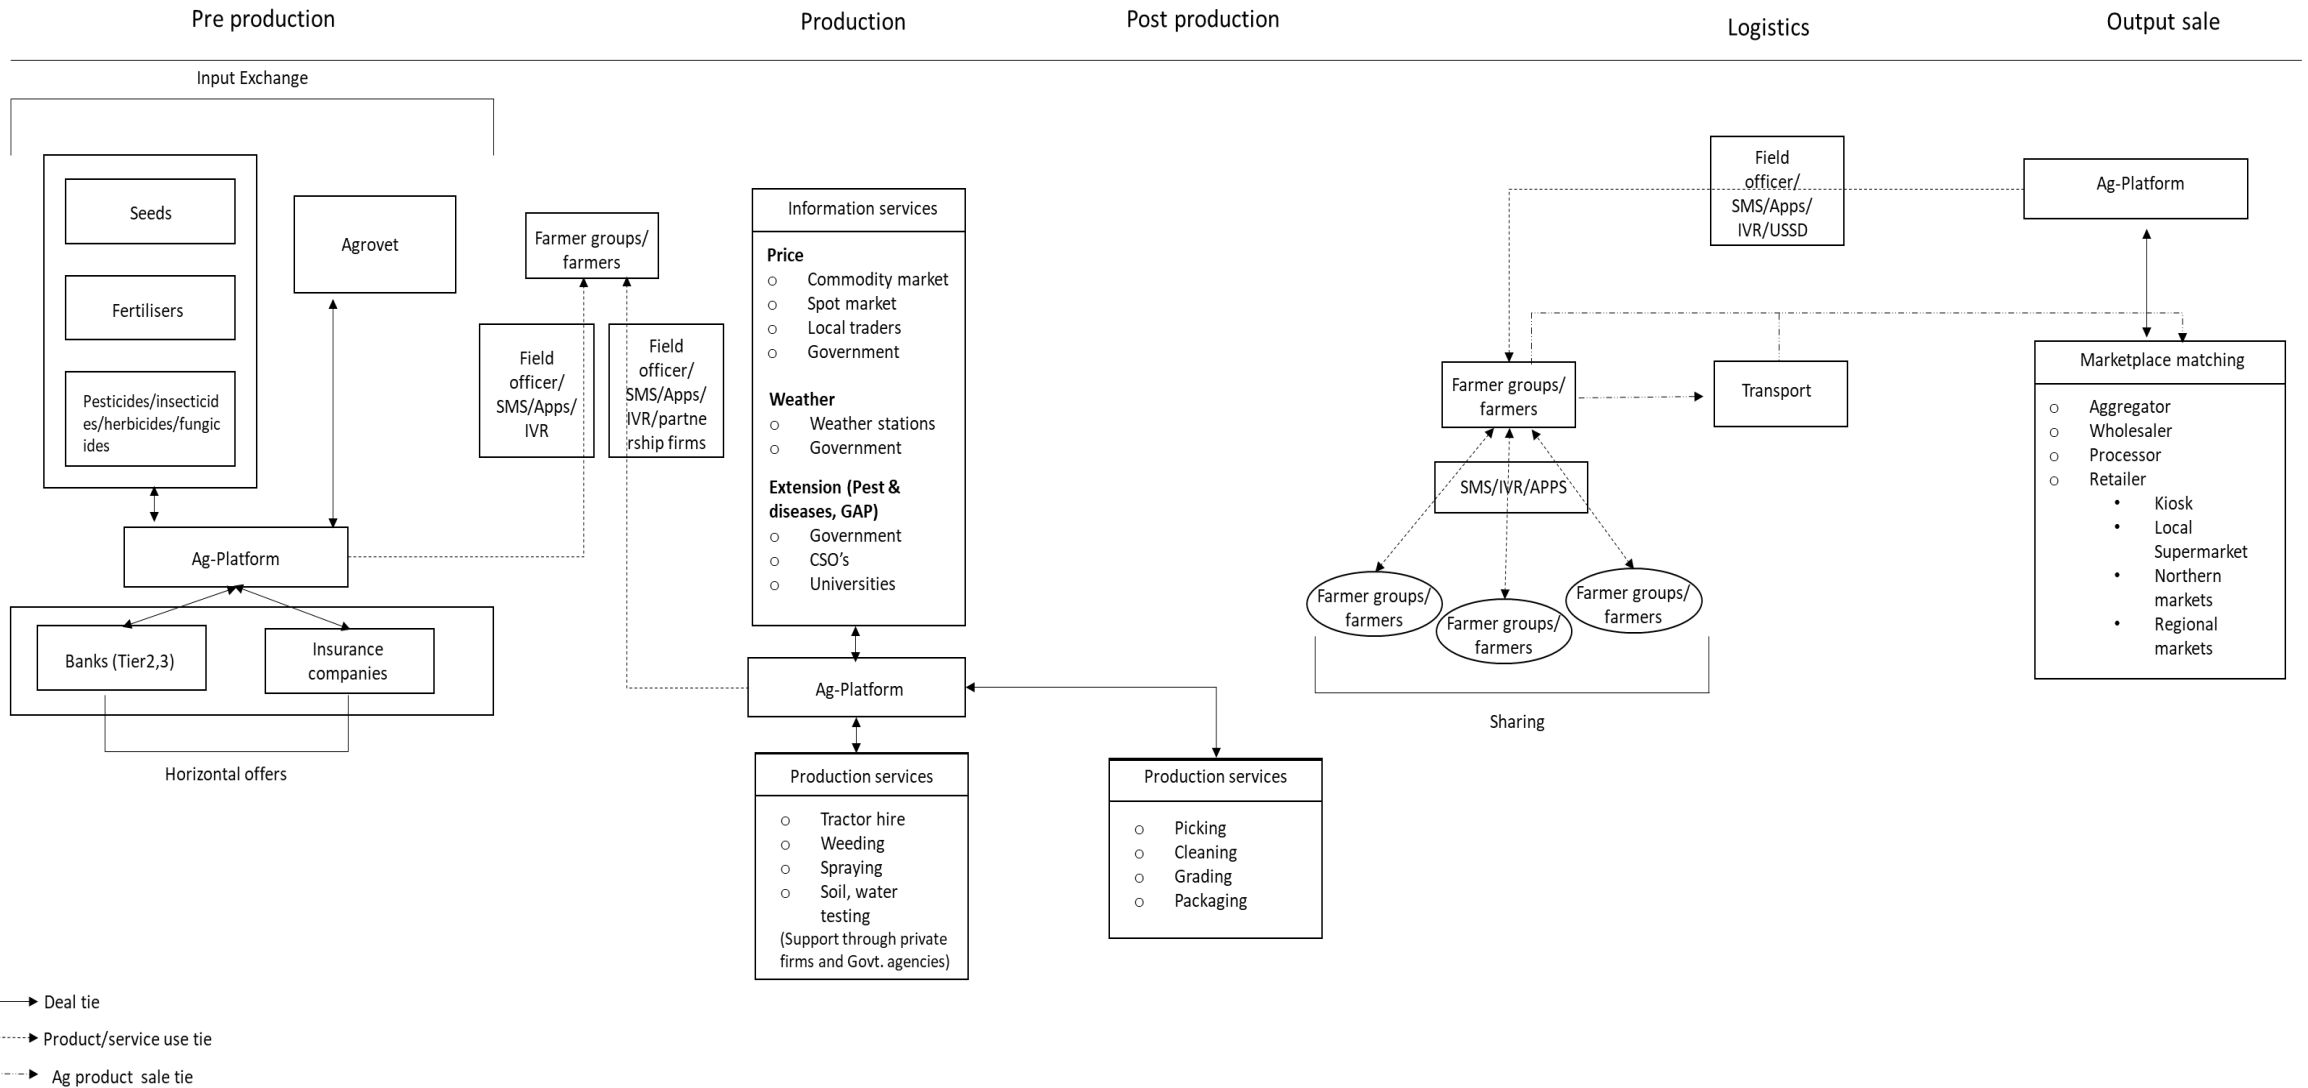 Pre production
Production
Post production
Logistics
Output sale
Input Exchange
Seeds
Fertilisers
Pesticides/insecticid
es/herbicides/fungic
ides
Agrovet
Ag-Platform
Banks (Tier2,3)
Insurance
companies
Horizontal offers
Farmer groups/
farmers
Field
officer/
SMS/Apps/
IVR
Field
officer/
SMS/Apps/
IVR/partne
rship firms
Information services
Price
o Commodity market
o Spot market
o Local traders
o Government
Weather
o Weather stations
o Government
Extension (Pest &
diseases, GAP)
o Government
o CSO’s
o Universities
Ag-Platform
Production services
o Tractor hire
o Weeding
o Spraying
o Soil, water
testing
(Support through private
firms and Govt. agencies)
Production services
o Picking
o Cleaning
o Grading
o Packaging
Field
officer/
SMS/Apps/
IVR/USSD
Farmer groups/
farmers
Transport
SMS/IVR/APPS
Farmer groups/
farmers
Farmer groups/
farmers
Farmer groups/
farmers
Sharing
Ag-Platform
Marketplace matching
o Aggregator
o Wholesaler
o Processor
o Retailer
• Kiosk
• Local
Supermarket
• Northern
markets
• Regional
markets
Deal tie
Product/service use tie
Ag product sale tie